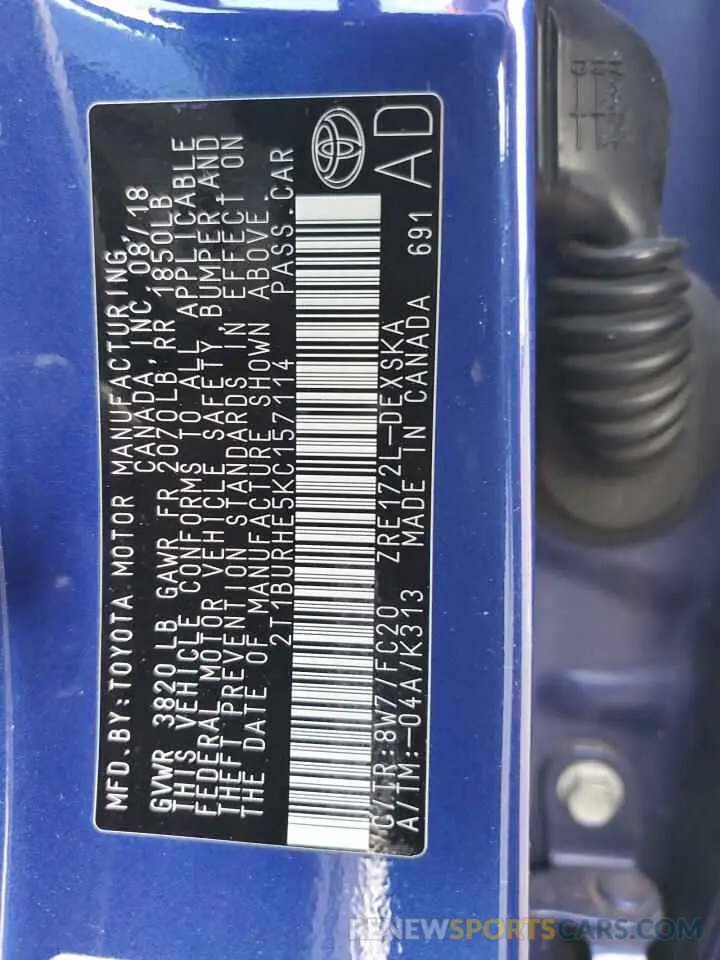 MFD.BY:TOYOTA MOTOR MANUFACTURING,
CANADA, INC. 08/18
GVWR 3820 LB GAWR FR 2070LB, RR 1850LB
THIS VEHICLE CONFORMS TO ALL APPLICABLE
FEDERAL MOTOR VEHICLE SAFETY, BUMPER, AND
THEFT PREVENTION STANDARDS IN EFFECT ON
THE DATE OF MANUFACTURE SHOWN ABOVE.
2T1BURHE5KC157114 PASS.CAR
C/TR:8W7/FC20 ZRE172L-DEXSKA AD
A/TM:-04A/K313 MADE IN CANADA 691
RENEWSPORTSCARS.COM